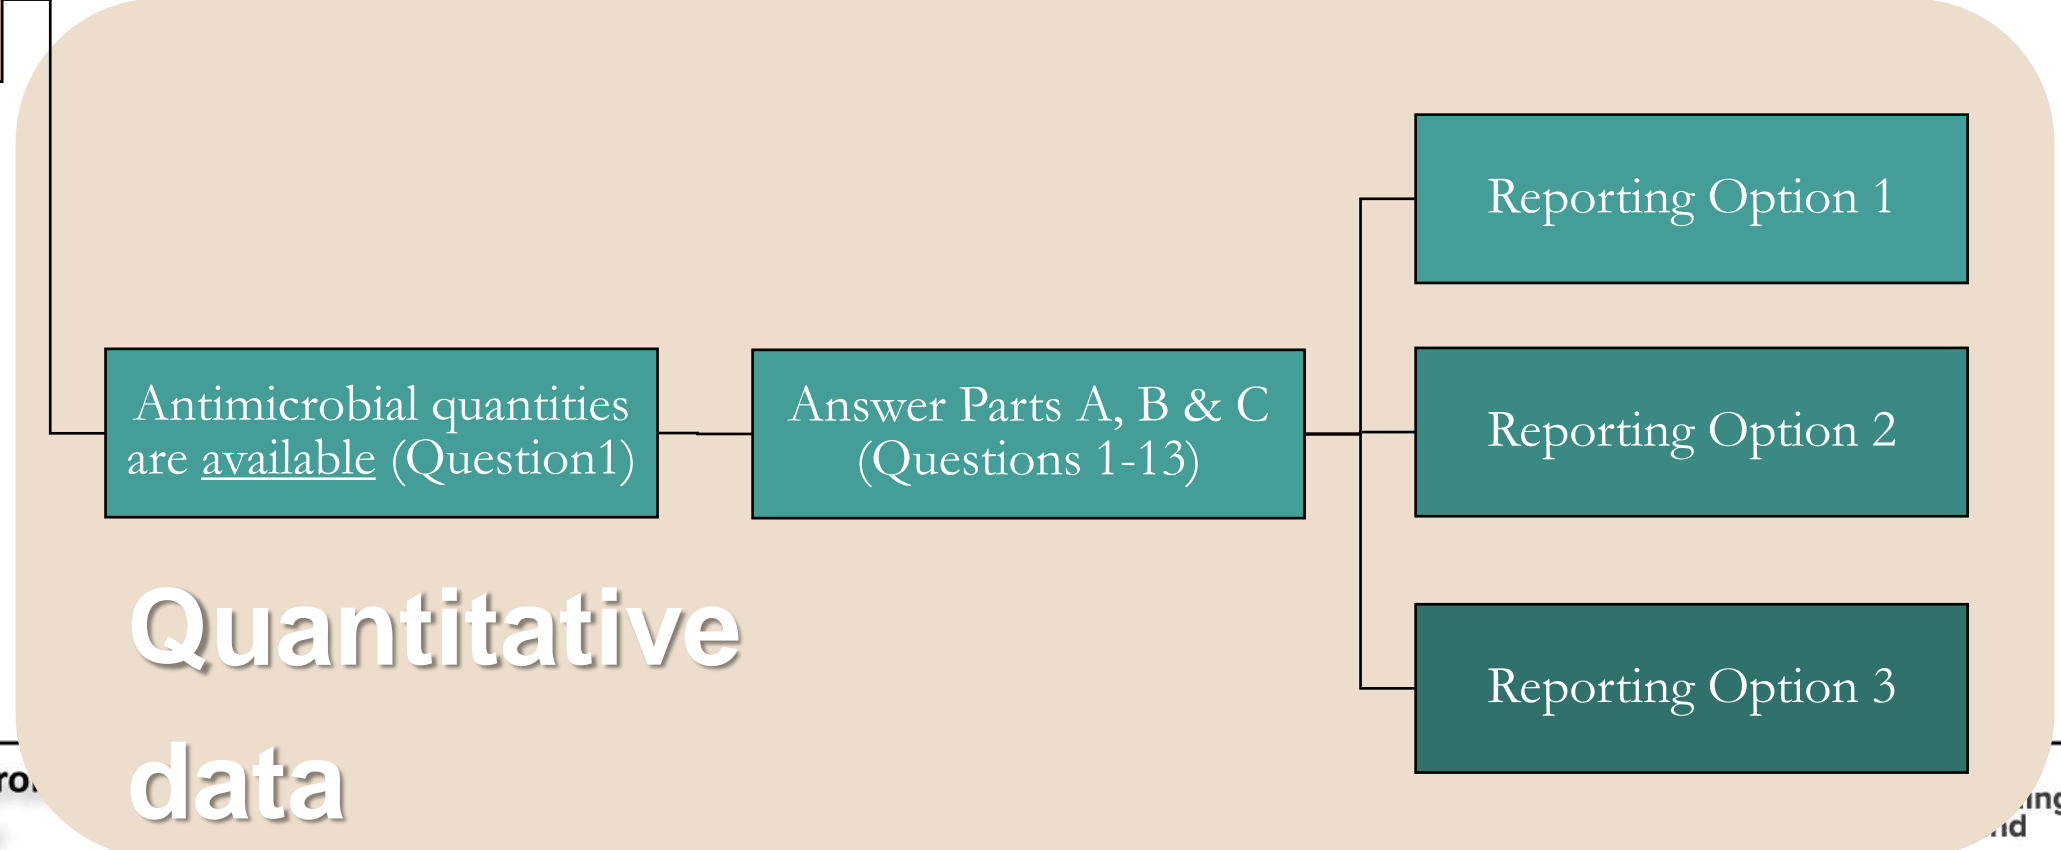 Reporting Option 1
Antimicrobial quantities
are available (Question1)
Answer Parts A, B & C
(Questions 1-13)
Reporting Option 2
Reporting Option 3
Quantitative
data